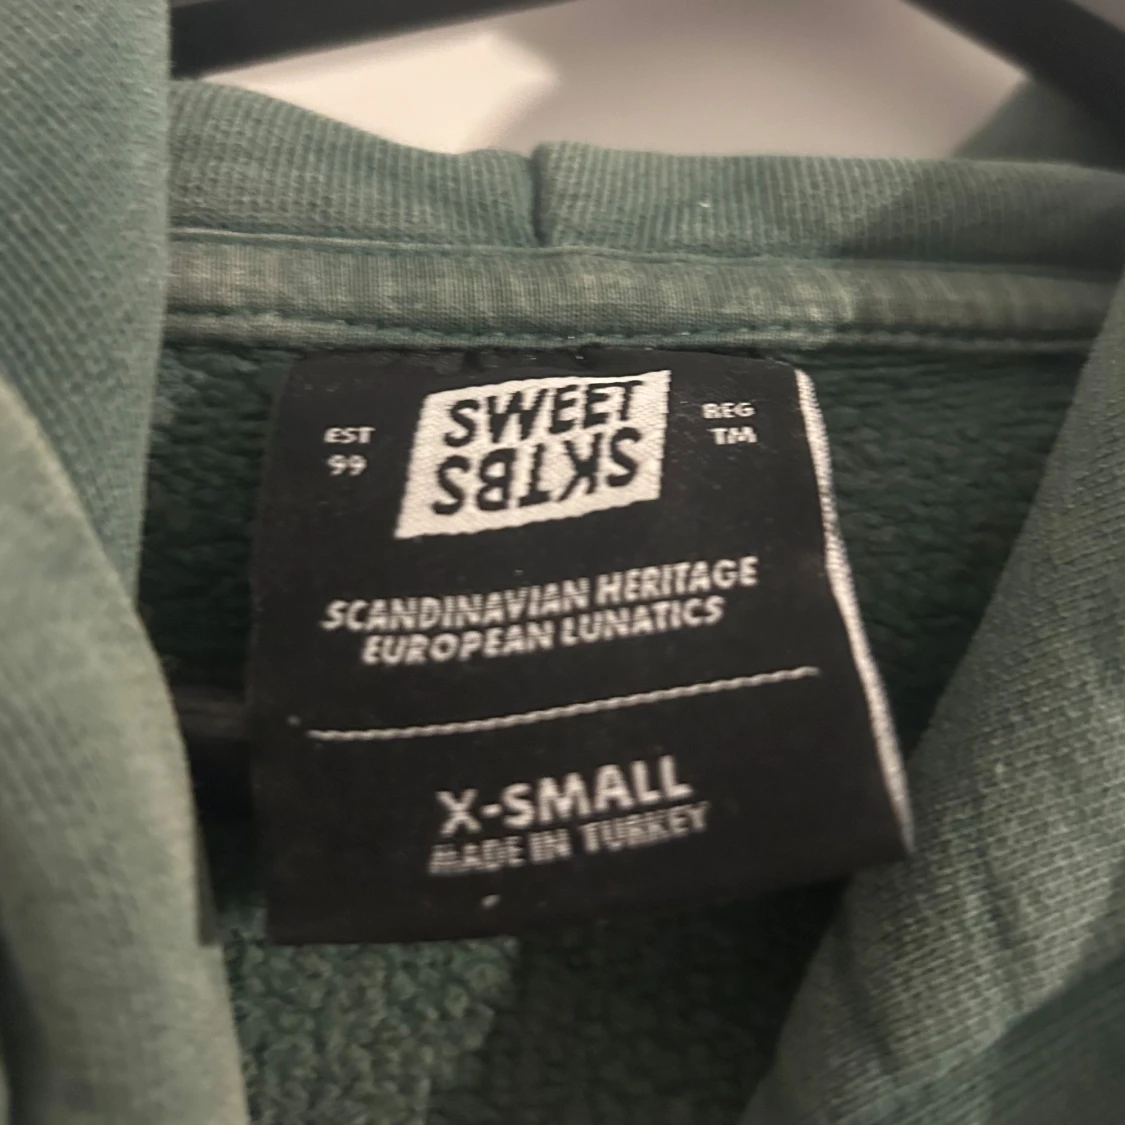 EST
99
SWEET
SKTBS
REG
TM
SCANDINAVIAN HERITAGE
EUROPEAN LUNATICS
X-SMALL
MADE IN TURKEY